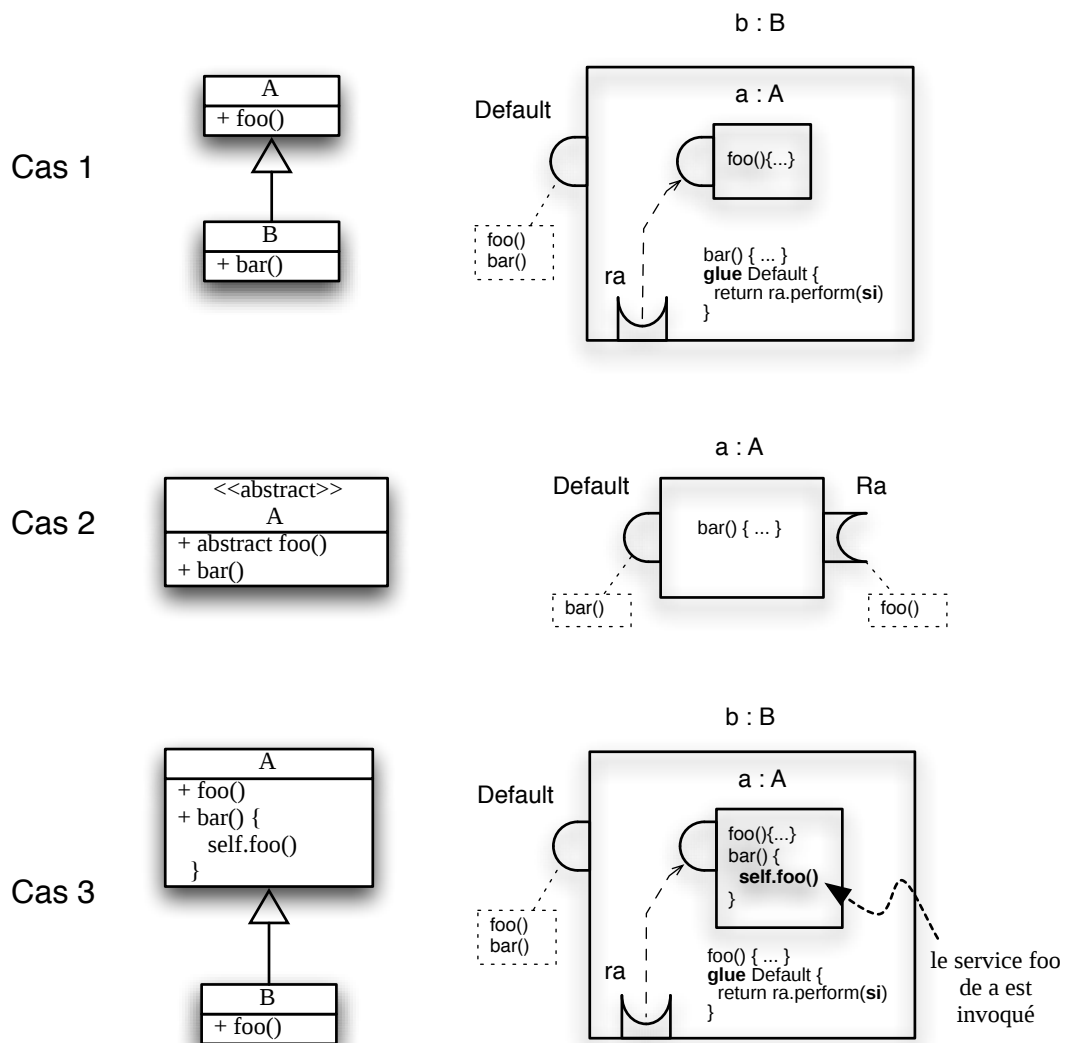 Cas 1
A
+ foo()
B
+ bar()
b : B
Default
a : A
foo(){...}
foo()
bar()
ra
bar() { ... }
glue Default {
return ra.perform(si)
}
Cas 2
<<abstract>>
A
+ abstract foo()
+ bar()
a : A
Default
Ra
bar() { ... }
bar()
foo()
Cas 3
A
+ foo()
+ bar() {
self.foo()
}
B
+ foo()
b : B
Default
a : A
foo(){...}
bar() {
self.foo()
}
foo()
bar()
ra
foo() { ... }
glue Default {
return ra.perform(si)
}
le service foo
de a est
invoqué